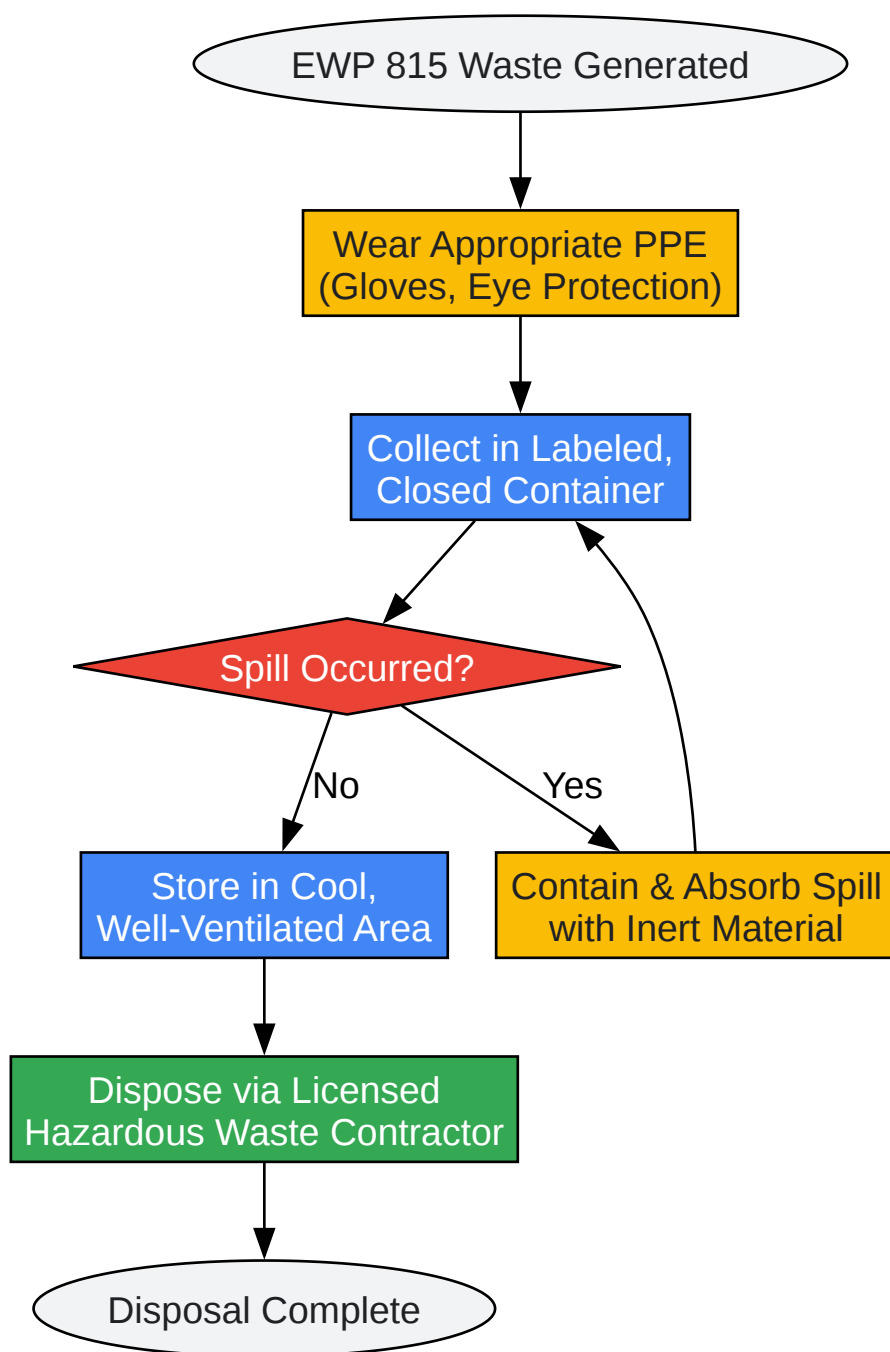 EWP 815 Waste Generated
Wear Appropriate PPE
(Gloves, Eye Protection)
Collect in Labeled,
Closed Container
Spill Occurred?
No
Yes
Store in Cool,
Well-Ventilated Area
Contain & Absorb Spill
with Inert Material
Dispose via Licensed
Hazardous Waste Contractor
Disposal Complete